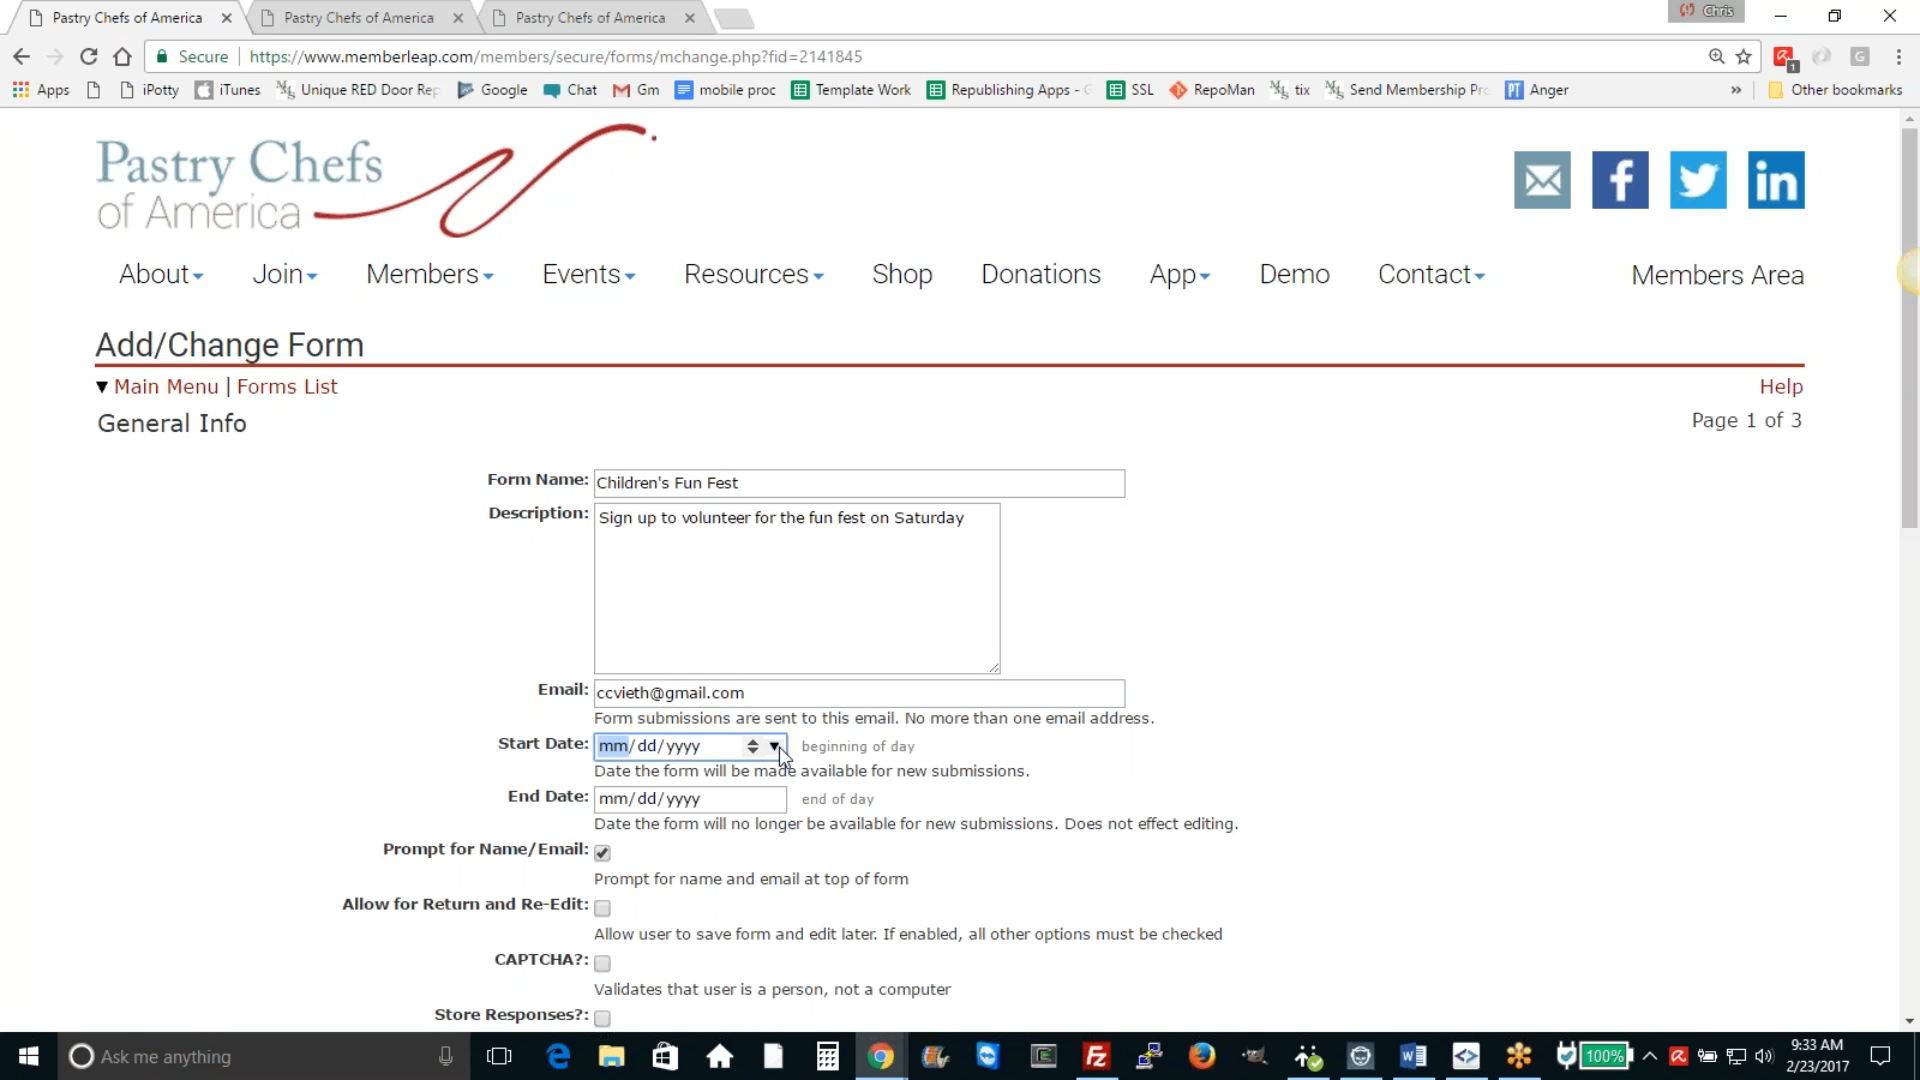 Pastry Chefs of America
Pastry Chefs of America
Pastry Chefs of America
Chris
Secure
https://www.memberleap.com/members/secure/forms/mchange.php?fid=2141845
1
G
Apps
iPotty
iTunes
Unique RED Door Rep
Google
Chat
Gm
mobile proc
Template Work
Republishing Apps - G
SSL
RepoMan
tix
Send Membership Pro
PT Anger
»
Other bookmarks
Pastry Chefs
of America
f
in
About
Join
Members
Events
Resources
Shop
Donations
App
Demo
Contact
Members Area
Add/Change Form
Main Menu | Forms List
Help
General Info
Page 1 of 3
Form Name: Children's Fun Fest
Description: Sign up to volunteer for the fun fest on Saturday
Email: ccvieth@gmail.com
Form submissions are sent to this email. No more than one email address.
Start Date: mm/dd/yyyy beginning of day
Date the form will be made available for new submissions.
End Date: mm/dd/yyyy end of day
Date the form will no longer be available for new submissions. Does not effect editing.
Prompt for Name/Email:
Prompt for name and email at top of form
Allow for Return and Re-Edit:
Allow user to save form and edit later. If enabled, all other options must be checked
CAPTCHA?:
Validates that user is a person, not a computer
Store Responses?:
Ask me anything
100%
9:33 AM
2/23/2017